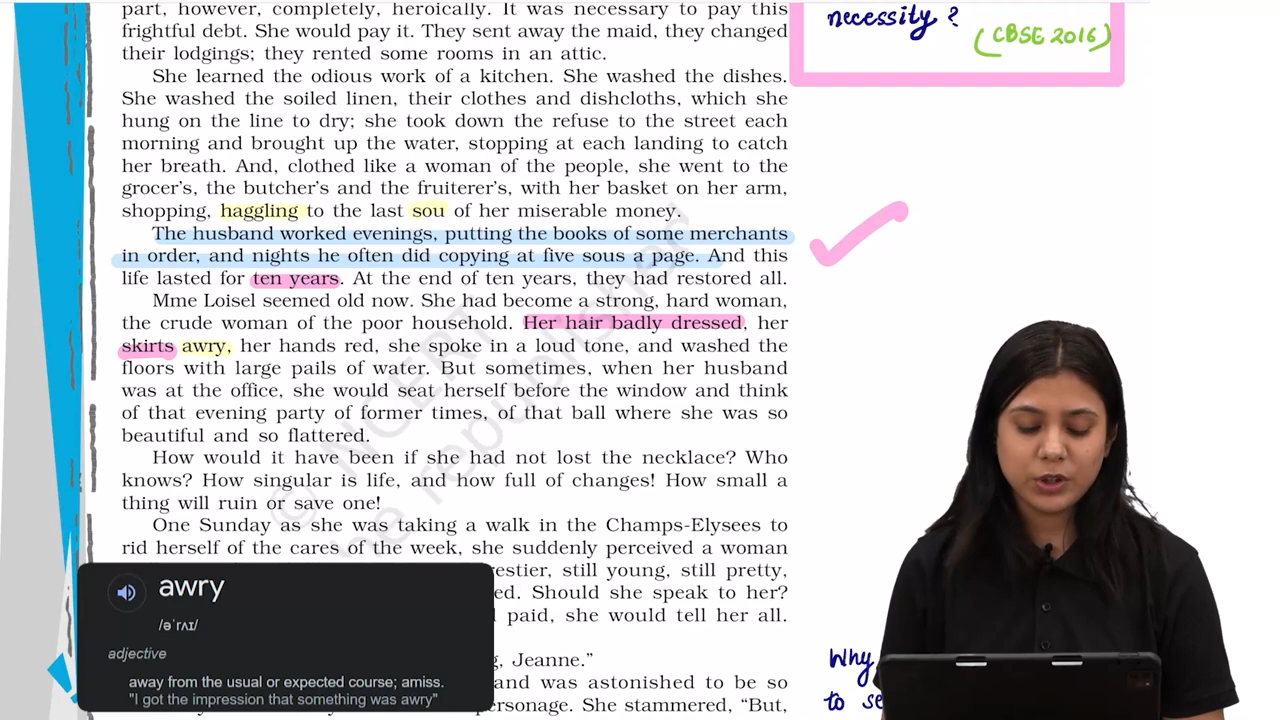 part, however, completely, heroically. It was necessary to pay this
frightful debt. She would pay it. They sent away the maid, they changed
their lodgings; they rented some rooms in an attic.
She learned the odious work of a kitchen. She washed the dishes.
She washed the soiled linen, their clothes and dishcloths, which she
hung on the line to dry; she took down the refuse to the street each
morning and brought up the water, stopping at each landing to catch
her breath. And, clothed like a woman of the people, she went to the
grocer's, the butcher's and the fruiterer's, with her basket on her arm,
shopping, haggling to the last sou of her miserable money.
The husband worked evenings, putting the books of some merchants
in order, and nights he often did copying at five sous a page. And this
life lasted for ten years. At the end of ten years, they had restored all.
Mme Loisel seemed old now. She had become a strong, hard woman,
the crude woman of the poor household. Her hair badly dressed, her
skirts awry, her hands red, she spoke in a loud tone, and washed the
floors with large pails of water. But sometimes, when her husband
was at the office, she would seat herself before the window and think
of that evening party of former times, of that ball where she was so
beautiful and so flattered.
How would it have been if she had not lost the necklace? Who
knows? How singular is life, and how full of changes! How small a
thing will ruin or save one!
One Sunday as she was taking a walk in the Champs-Elysees to
rid herself of the cares of the week, she suddenly perceived a woman
estier, still young, still pretty,
ed. Should she speak to her?
paid, she would tell her all.
g, Jeanne."
and was astonished to be so
personage. She stammered, "But,
© NCERT
be republished
necessity ?
(CBSE 2016)
Why
to se
awry
/əˈrʌɪ/
adjective
away from the usual or expected course; amiss.
"I got the impression that something was awry"